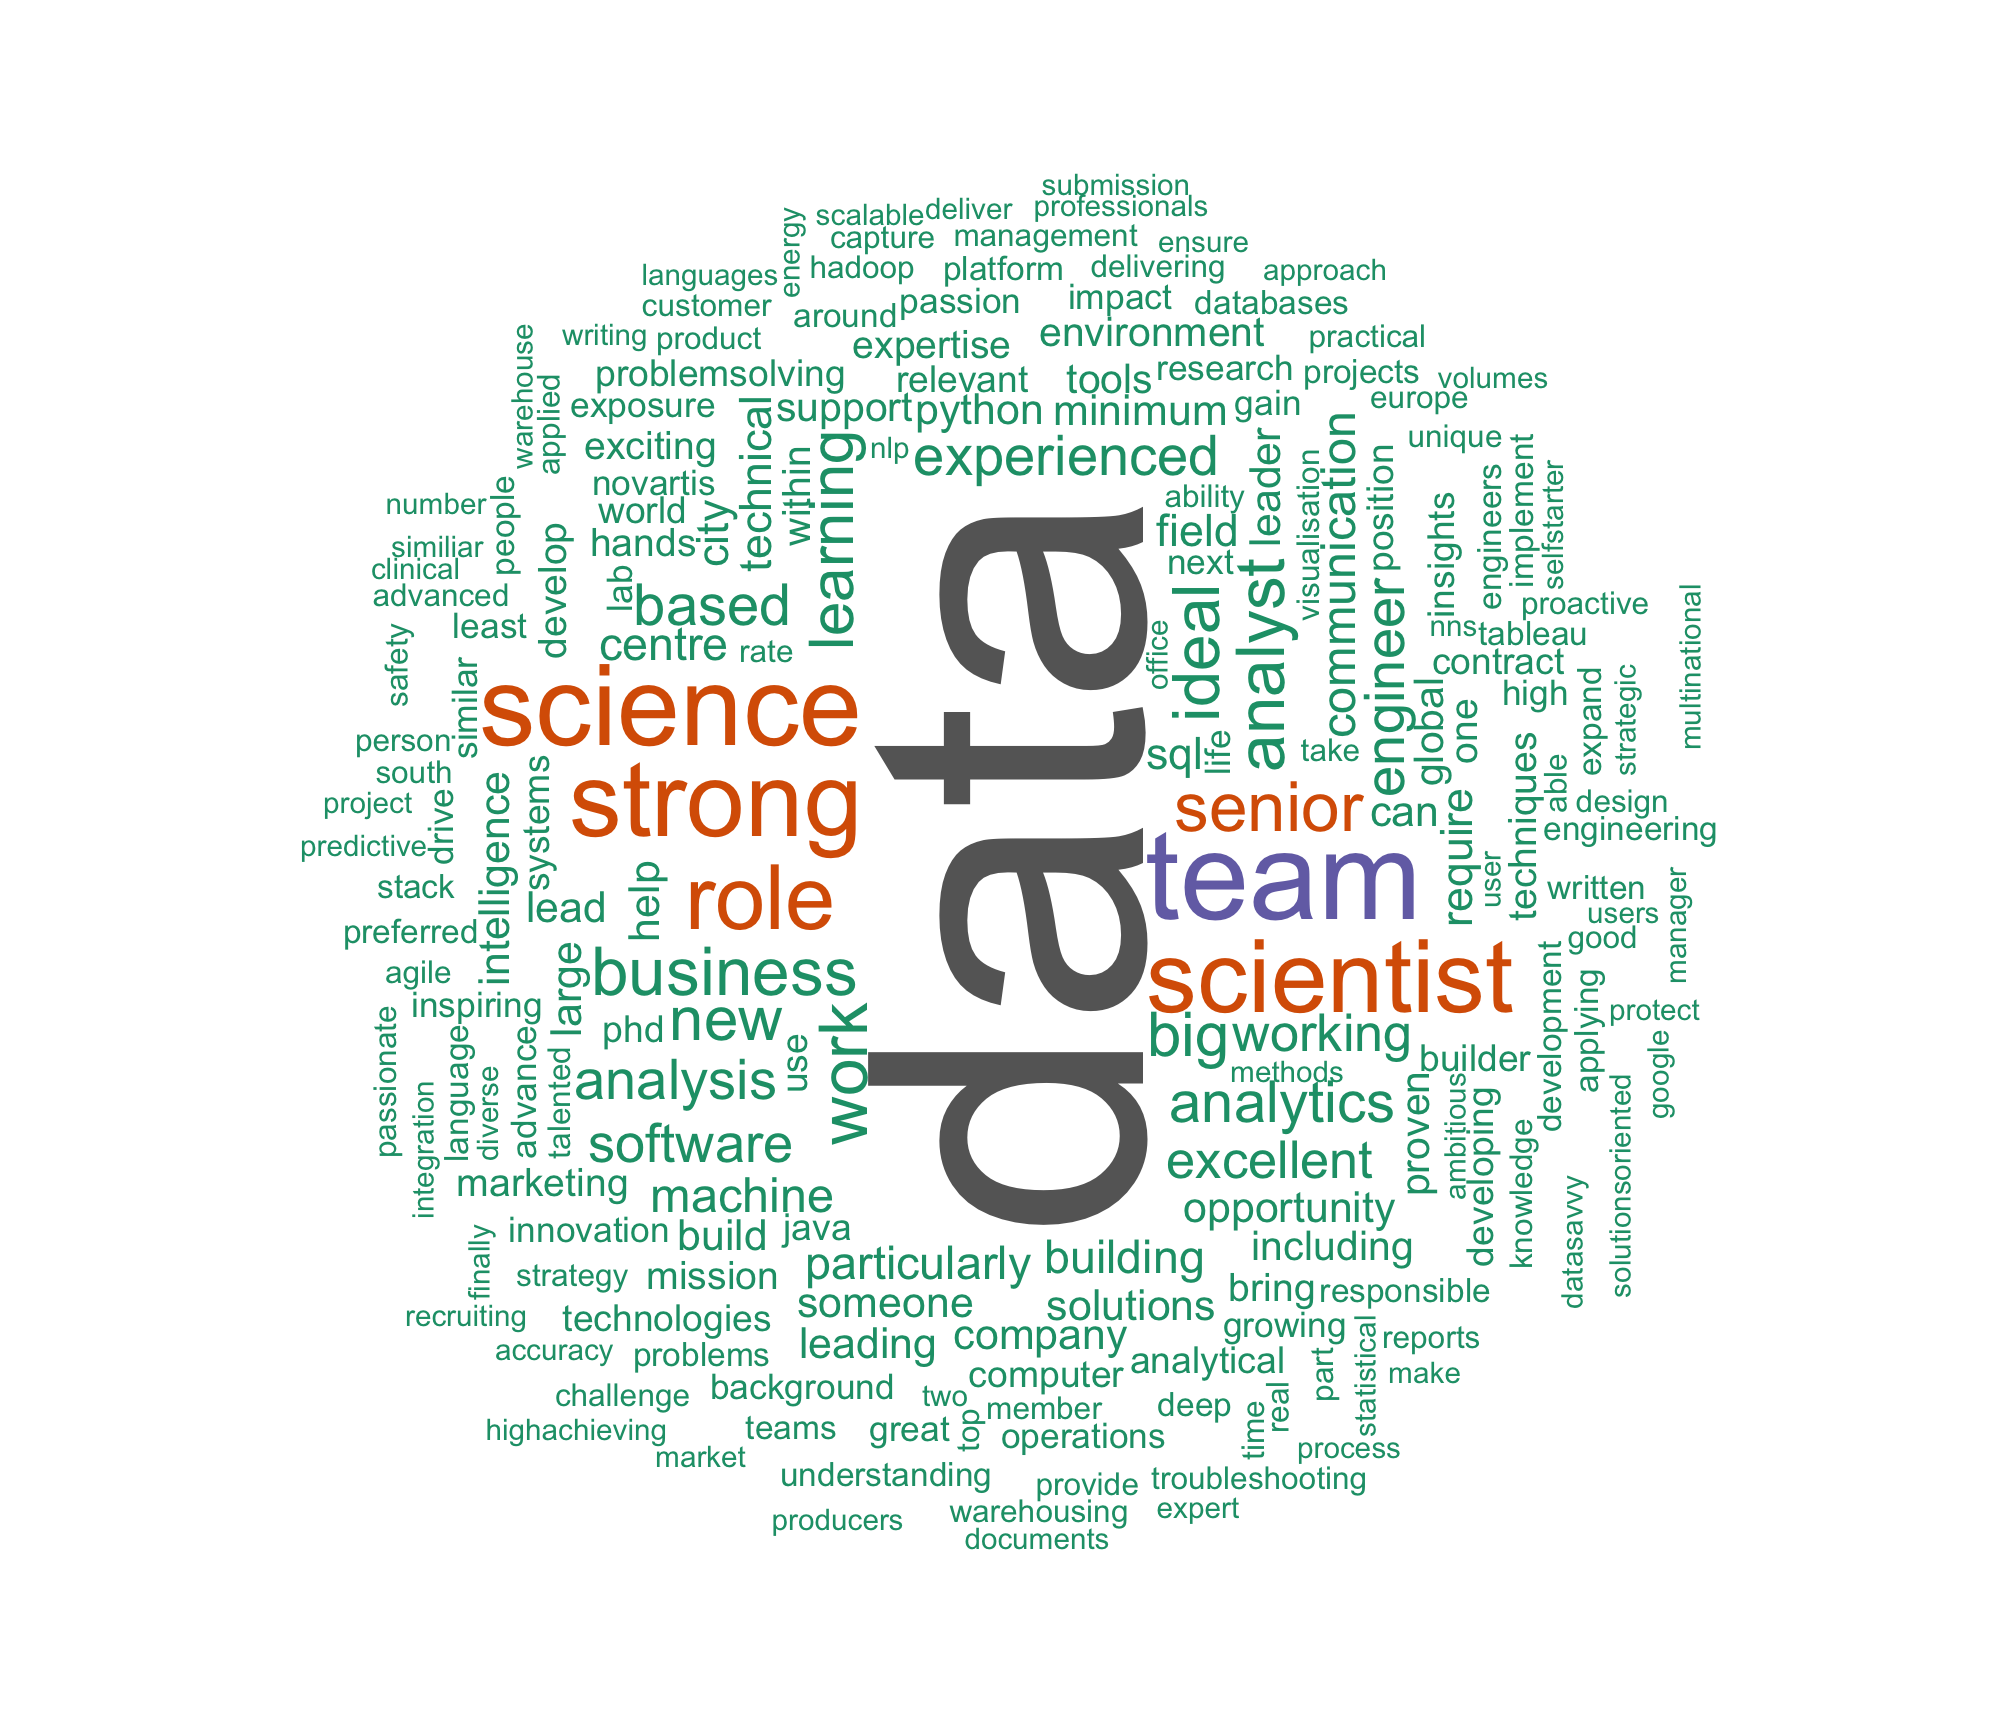 submission
scalable
deliver
professionals
energy
capture
management
ensure
languages
hadoop
platform
delivering
approach
customer
around
passion
impact
databases
writing
product
expertise
environment
practical
warehouse
applied
problemsolving
relevant
tools
research
projects
volumes
exposure
technical
support
python
minimum
gain
europe
exciting
within
learning
nlp
experienced
leader
communication
position
unique
novartis
ability
visualisation
insights
engineers
implement
selfstarter
number
people
world
city
field
similiar
develop
hands
next
clinical
lab
advanced
based
ideal
analyst
engineer
proactive
least
centre
rate
office
nns
tableau
multinational
safety
similar
science
data
global
one
contract
high
expand
strategic
person
systems
sql
life
take
techniques
able
south
strong
senior
can
require
design
project
drive
intelligence
engineering
predictive
team
user
stack
lead
help
role
written
users
manager
preferred
large
good
agile
business
scientist
development
applying
inspiring
phd
new
work
big
working
protect
passionate
language
advance
talented
use
builder
google
integration
diverse
analysis
methods
analytics
proven
ambitious
developing
knowledge
solutionsoriented
software
excellent
datasavvy
marketing
machine
opportunity
finally
innovation
build
java
including
strategy
mission
particularly
building
bring
responsible
recruiting
technologies
someone
solutions
growing
statistical
reports
accuracy
problems
leading
company
analytical
part
make
challenge
background
two
computer
deep
real
highachieving
teams
great
top
member
operations
time
process
market
understanding
provide
troubleshooting
producers
warehousing
expert
documents